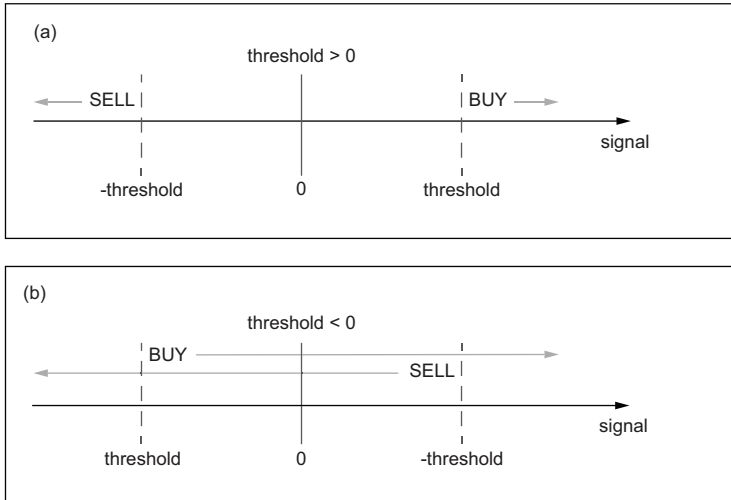 (a)
threshold > 0
SELL
BUY
signal
-threshold
0
threshold
(b)
threshold < 0
BUY
SELL
signal
threshold
0
-threshold